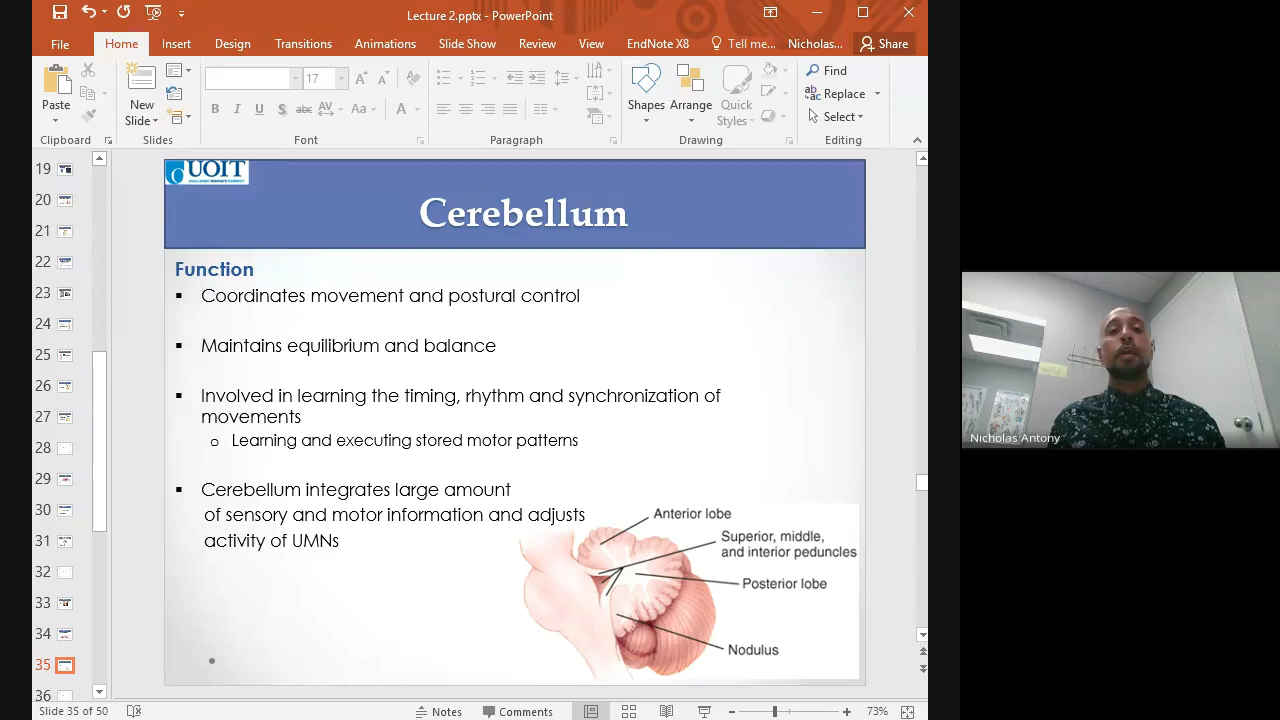 Lecture 2.pptx - PowerPoint
File Home Insert Design Transitions Animations Slide Show Review View EndNote X8 Tell me... Nicholas... Share
Paste
New
Slide
17
B I U S abc AV Aa A
Shapes Arrange Quick
Styles
Find
Replace
Select
Clipboard Slides Font Paragraph Drawing Editing
19
20
21
22
23
24
25
26
27
28
29
30
31
32
33
34
35
36
UOIT
Cerebellum
Function
▪ Coordinates movement and postural control
▪ Maintains equilibrium and balance
▪ Involved in learning the timing, rhythm and synchronization of
movements
o Learning and executing stored motor patterns
▪ Cerebellum integrates large amount
of sensory and motor information and adjusts
activity of UMNs
Anterior lobe
Superior, middle,
and interior peduncles
Posterior lobe
Nodulus
Nicholas Antony
Slide 35 of 50 Notes Comments 73%